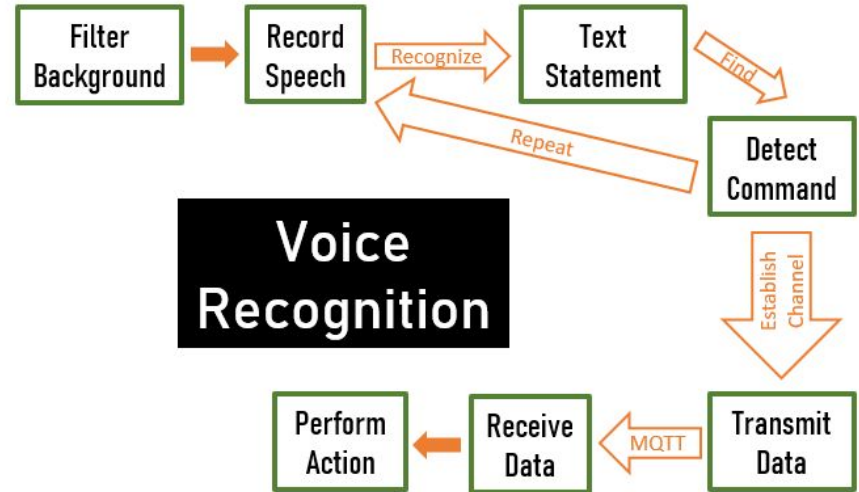 Filter
Background
Record
Speech
Recognize
Text
Statement
Find
Repeat
Detect
Command
Voice
Recognition
Establish
Channel
Perform
Action
Receive
Data
MQTT
Transmit
Data